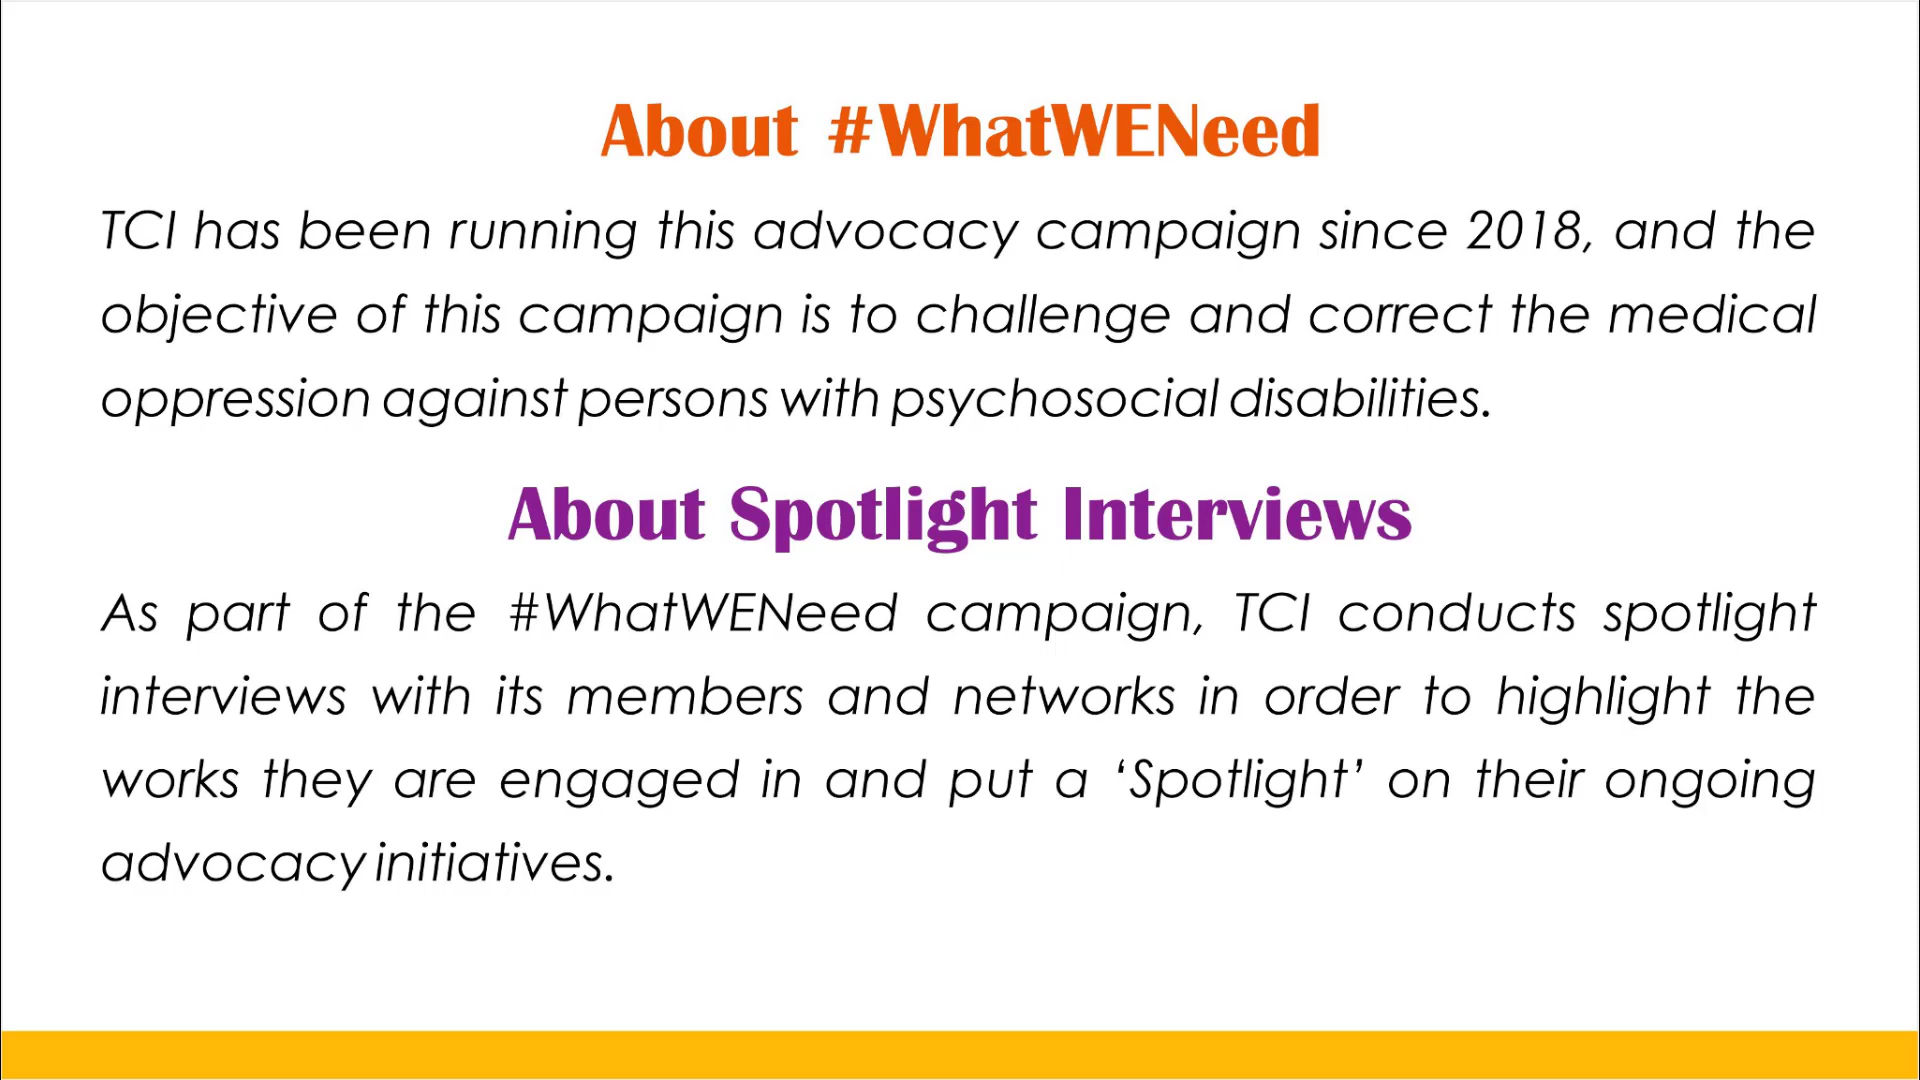 About #WhatWENeed
TCI has been running this advocacy campaign since 2018, and the
objective of this campaign is to challenge and correct the medical
oppression against persons with psychosocial disabilities.
About Spotlight Interviews
As part of the #WhatWENeed campaign, TCI conducts spotlight
interviews with its members and networks in order to highlight the
works they are engaged in and put a ‘Spotlight’ on their ongoing
advocacy initiatives.